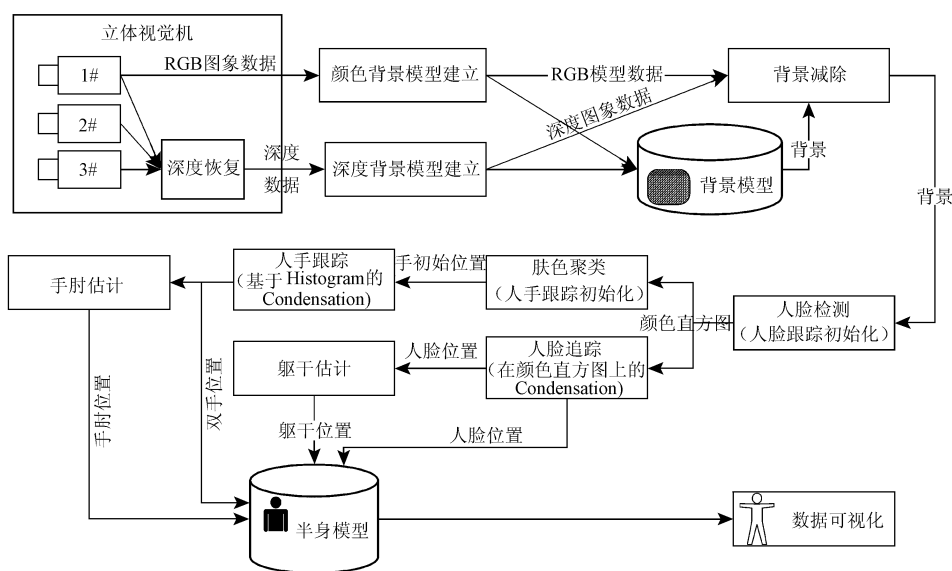 立体视觉机
1#
2#
3#
RGB图象数据
深度恢复
深度
数据
颜色背景模型建立
深度背景模型建立
RGB模型数据
深度图象数据
背景减除
背景
背景模型
背景
手肘估计
人手跟踪
(基于 Histogram的
Condensation)
手初始位置
肤色聚类
(人手跟踪初始化)
颜色直方图
人脸检测
(人脸跟踪初始化)
躯干估计
人脸位置
人脸追踪
(在颜色直方图上的
Condensation)
手肘位置
双手位置
躯干位置
人脸位置
半身模型
数据可视化